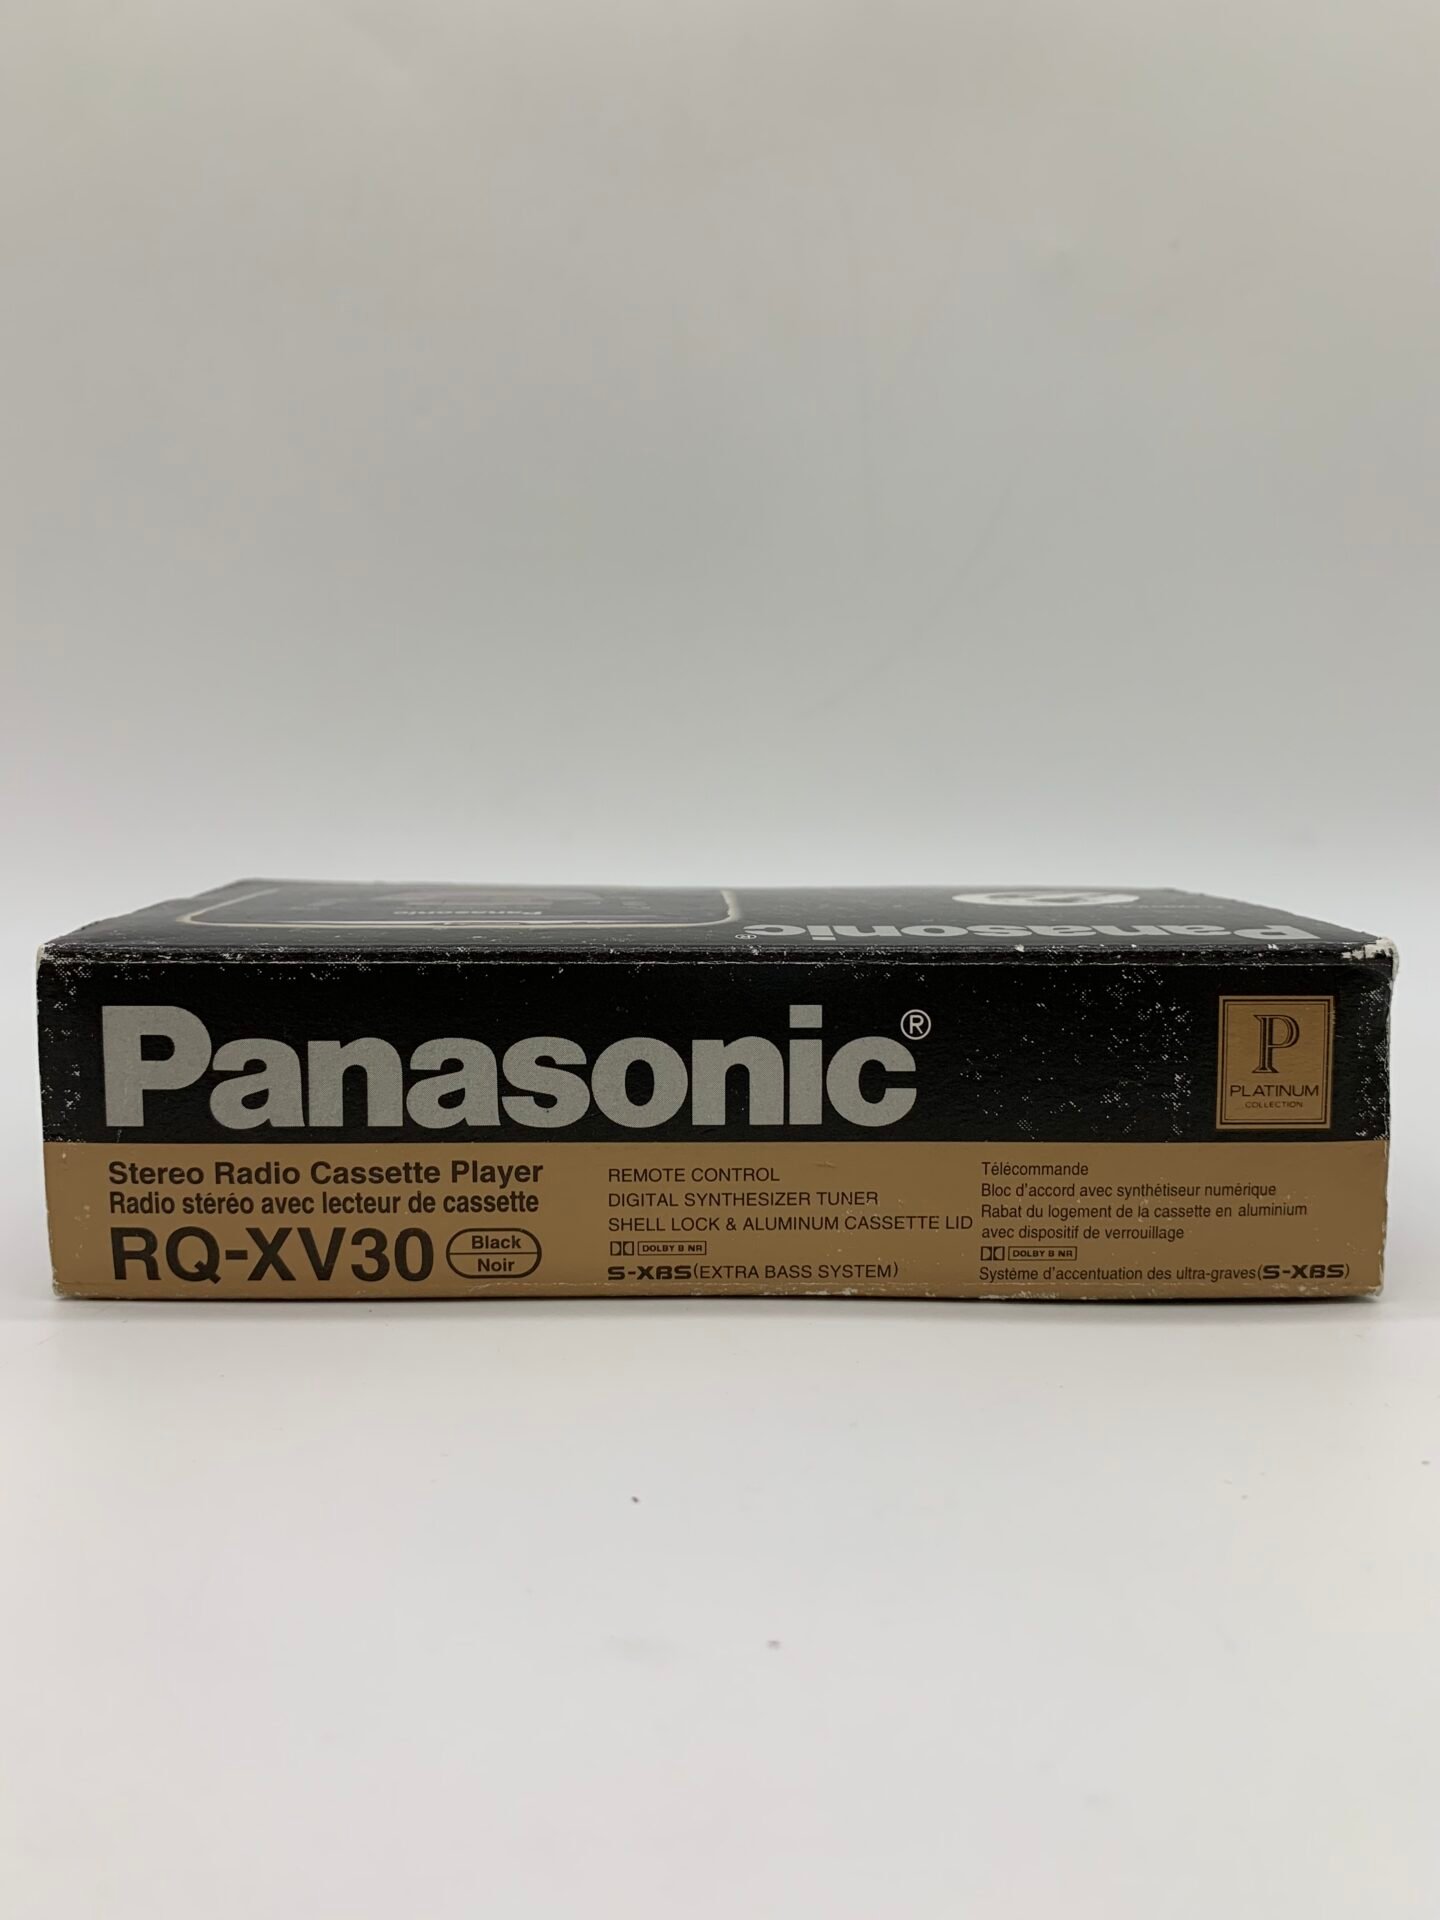 Panasonic
Panasonic®
Panasonic®
P
PLATINUM
COLLECTION
Stereo Radio Cassette Player
Radio stéréo avec lecteur de cassette
RQ-XV30
Black
Noir
REMOTE CONTROL
DIGITAL SYNTHESIZER TUNER
SHELL LOCK & ALUMINUM CASSETTE LID
DOLBY B NR
S-XBS(EXTRA BASS SYSTEM)
Télécommande
Bloc d'accord avec synthétiseur numérique
Rabat du logement de la cassette en aluminium
avec dispositif de verrouillage
DOLBY B NR
Système d'accentuation des ultra-graves(S-XBS)